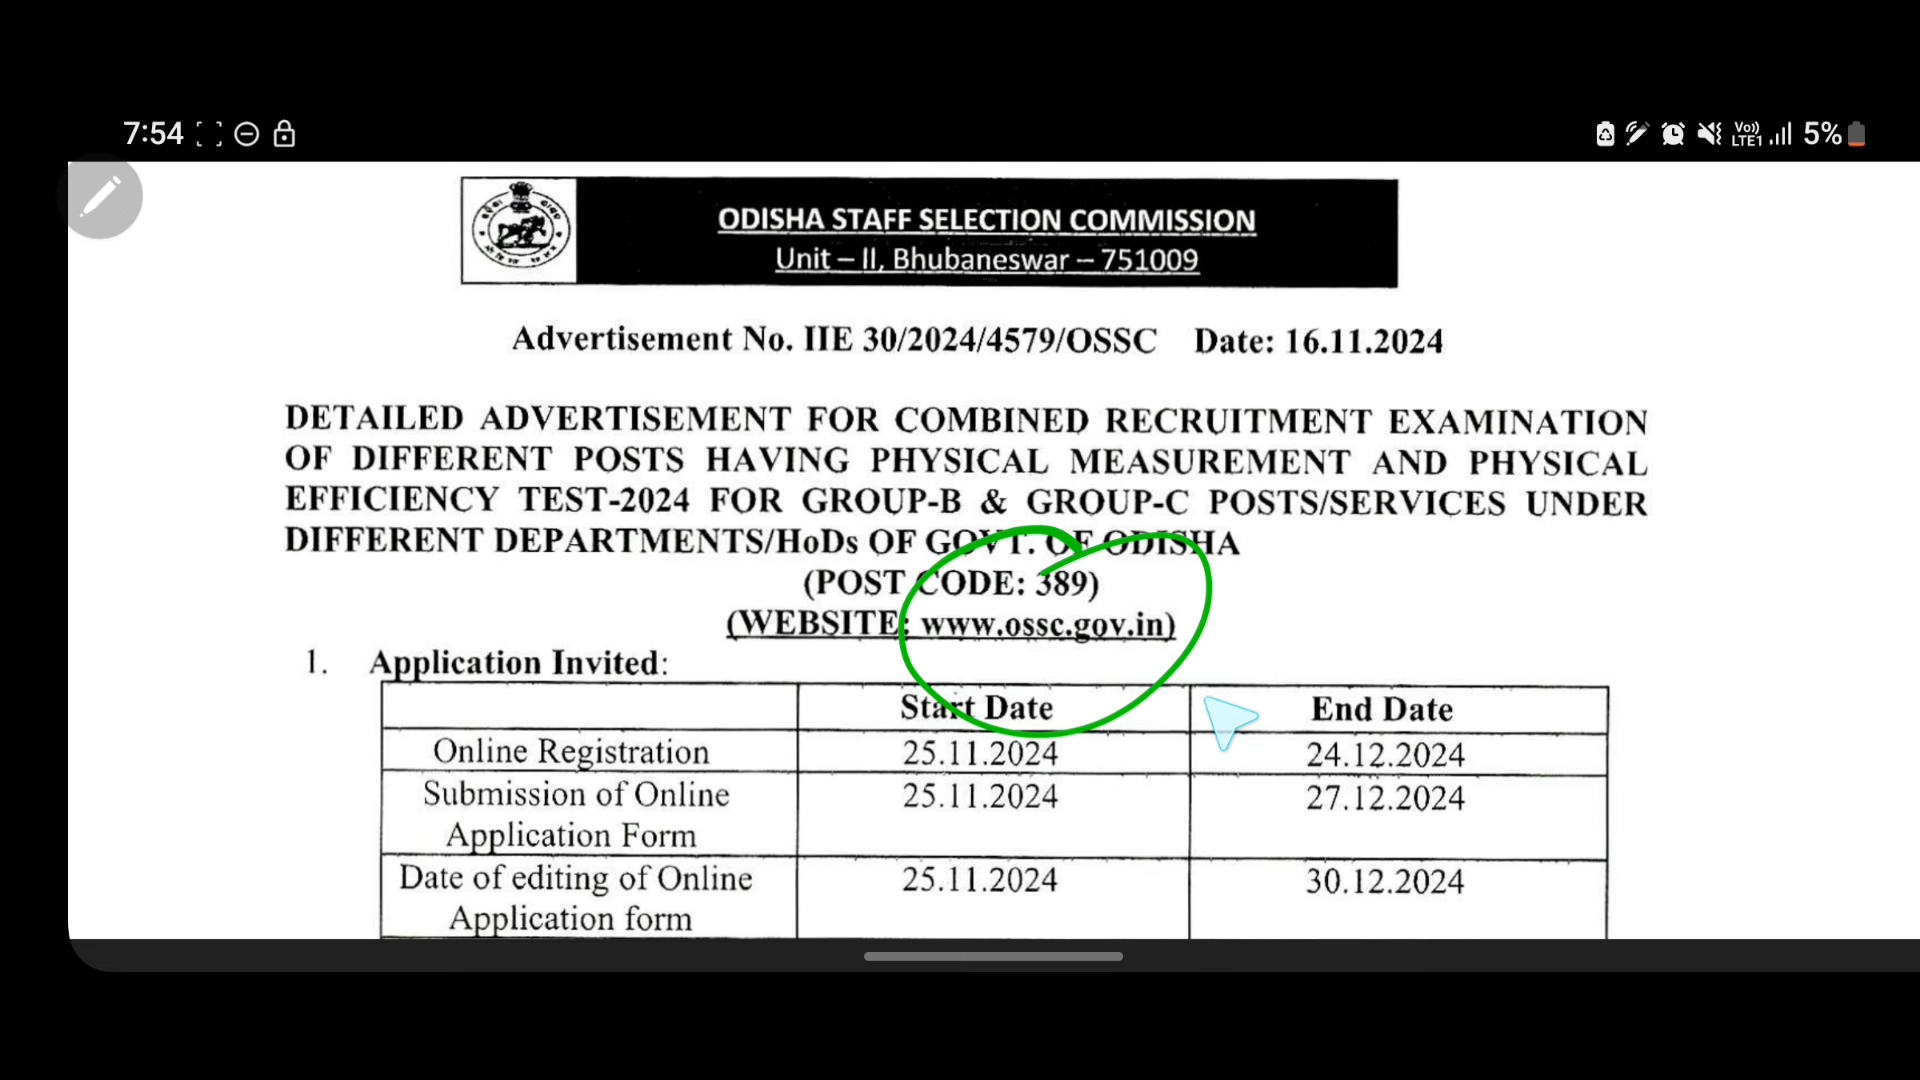 7:54
Vo)) LTE1 5%
ODISHA STAFF SELECTION COMMISSION
Unit – II, Bhubaneswar – 751009
Advertisement No. IIE 30/2024/4579/OSSC Date: 16.11.2024
DETAILED ADVERTISEMENT FOR COMBINED RECRUITMENT EXAMINATION
OF DIFFERENT POSTS HAVING PHYSICAL MEASUREMENT AND PHYSICAL
EFFICIENCY TEST-2024 FOR GROUP-B & GROUP-C POSTS/SERVICES UNDER
DIFFERENT DEPARTMENTS/HoDs OF GOVT. OF ODISHA
(POST CODE: 389)
(WEBSITE: www.ossc.gov.in)
1. Application Invited:
Start Date End Date
Online Registration 25.11.2024 24.12.2024
Submission of Online 25.11.2024 27.12.2024
Application Form
Date of editing of Online 25.11.2024 30.12.2024
Application form